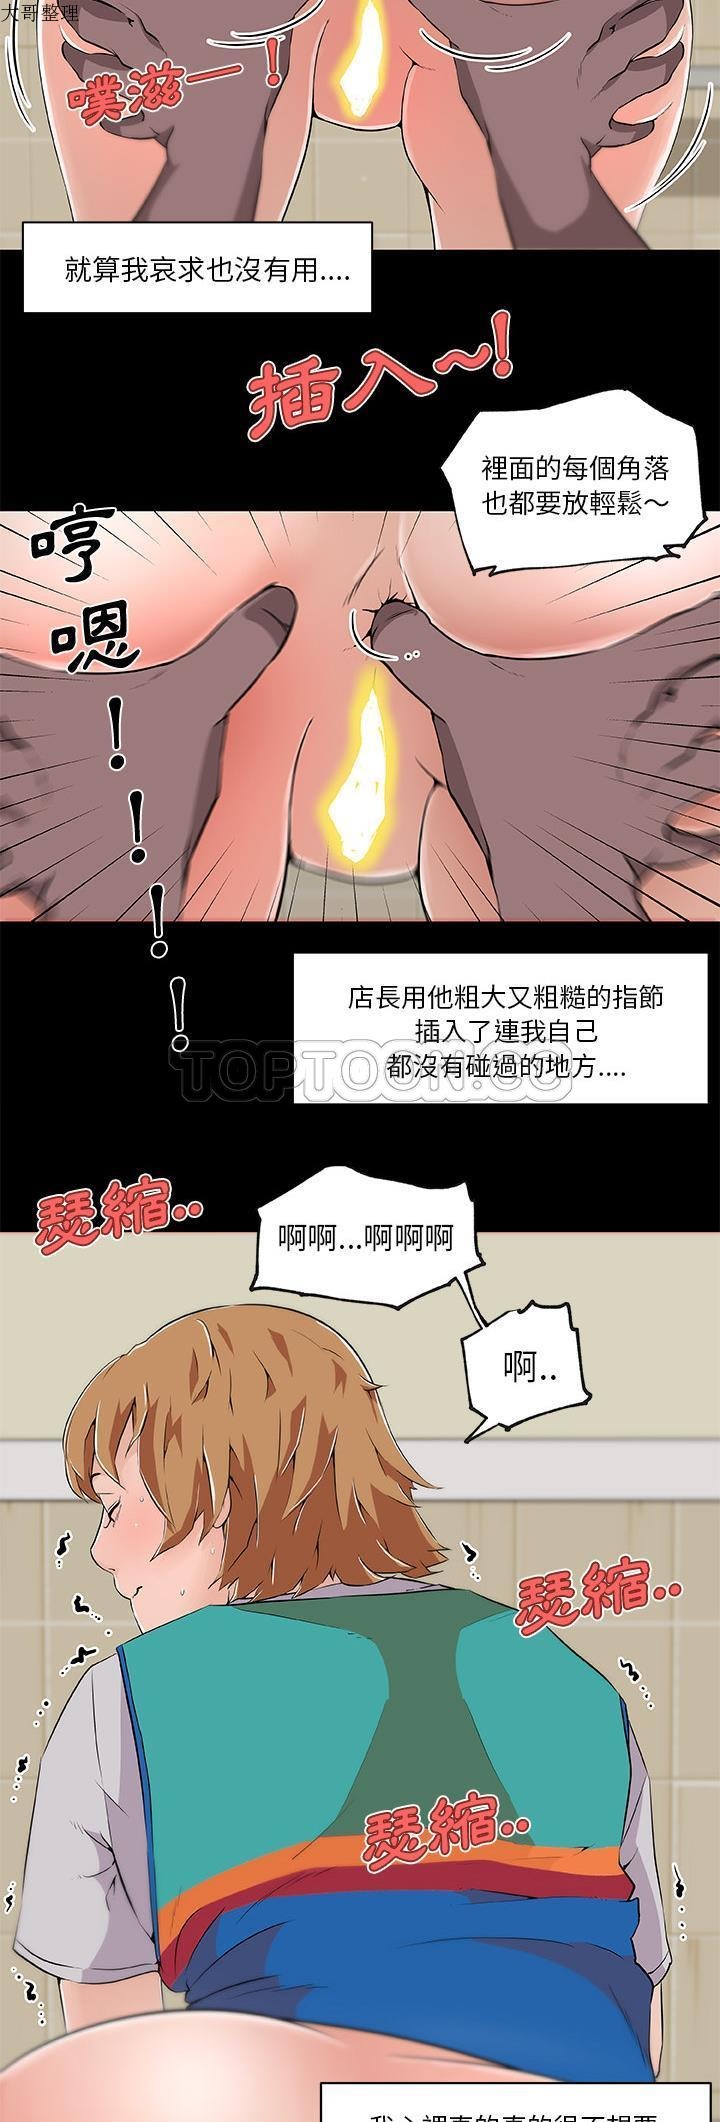 大哥整理
噗滋一！
就算我哀求也沒有用....
插入~!
裡面的每個角落
也都要放輕鬆～
哼嗯！！！！
店長用他粗大又粗糙的指節
插入了連我自己
都沒有碰過的地方....
TOPTOON.CC
瑟縮..
啊啊...啊啊啊
啊..
瑟縮..
瑟縮..